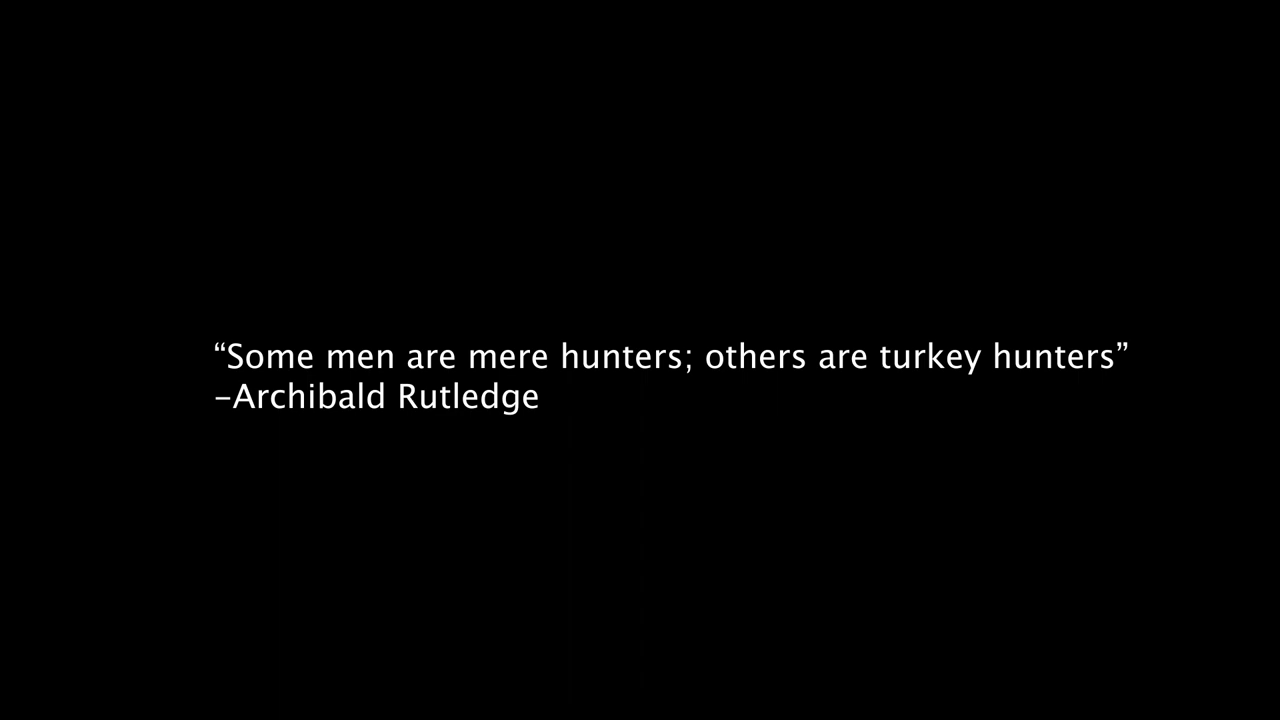 “Some men are mere hunters; others are turkey hunters”
–Archibald Rutledge